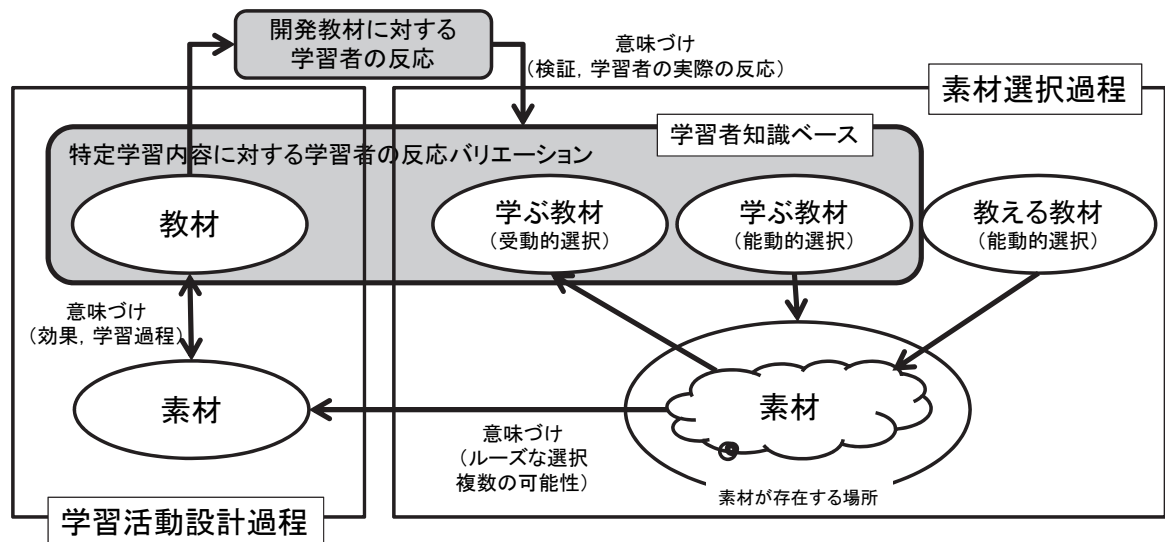 開発教材に対する
学習者の反応
意味づけ
（検証，学習者の実際の反応）
素材選択過程
学習者知識ベース
特定学習内容に対する学習者の反応バリエーション
教材
学ぶ教材
（受動的選択）
学ぶ教材
（能動的選択）
教える教材
（能動的選択）
意味づけ
（効果，学習過程）
素材
素材
意味づけ
（ルーズな選択
複数の可能性）
素材が存在する場所
学習活動設計過程